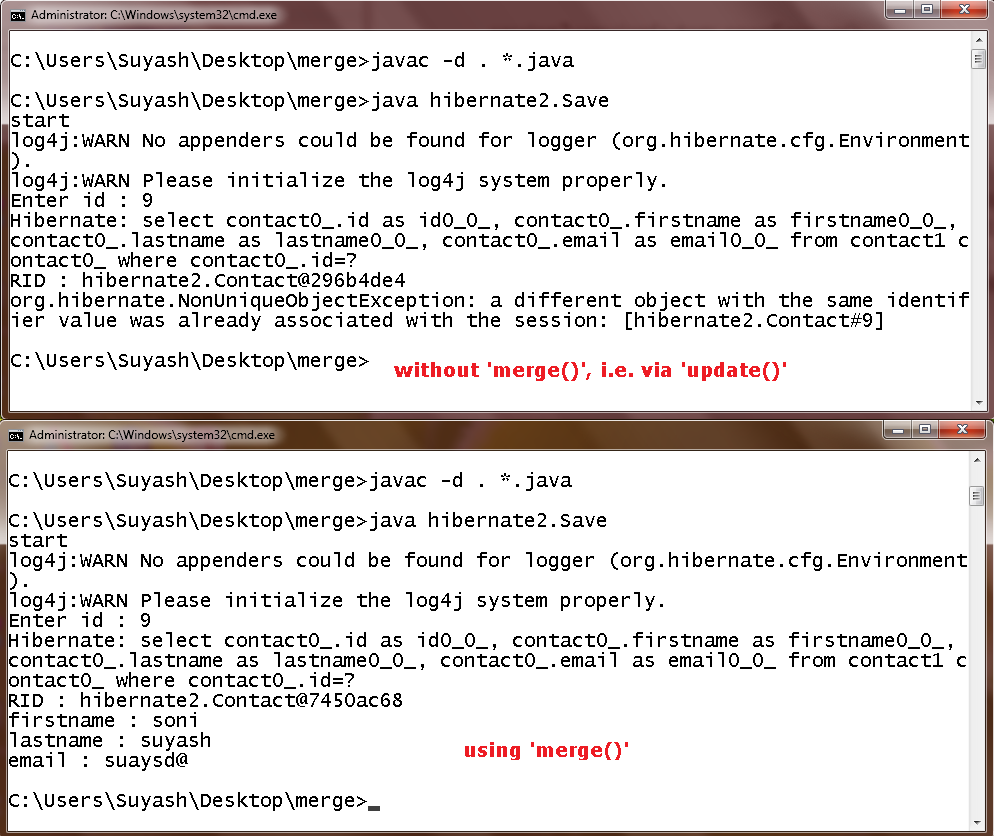 Administrator: C:\Windows\system32\cmd.exe
C:\Users\Suyash\Desktop\merge>javac -d . *.java
C:\Users\Suyash\Desktop\merge>java hibernate2.Save
start
log4j:WARN No appenders could be found for logger (org.hibernate.cfg.Environment
).
log4j:WARN Please initialize the log4j system properly.
Enter id : 9
Hibernate: select contact0_.id as id0_0_, contact0_.firstname as firstname0_0_,
contact0_.lastname as lastname0_0_, contact0_.email as email0_0_ from contact1 c
ontact0_ where contact0_.id=?
RID : hibernate2.Contact@296b4de4
org.hibernate.NonUniqueObjectException: a different object with the same identif
ier value was already associated with the session: [hibernate2.Contact#9]
C:\Users\Suyash\Desktop\merge>
without 'merge()', i.e. via 'update()'
Administrator: C:\Windows\system32\cmd.exe
C:\Users\Suyash\Desktop\merge>javac -d . *.java
C:\Users\Suyash\Desktop\merge>java hibernate2.Save
start
log4j:WARN No appenders could be found for logger (org.hibernate.cfg.Environment
).
log4j:WARN Please initialize the log4j system properly.
Enter id : 9
Hibernate: select contact0_.id as id0_0_, contact0_.firstname as firstname0_0_,
contact0_.lastname as lastname0_0_, contact0_.email as email0_0_ from contact1 c
ontact0_ where contact0_.id=?
RID : hibernate2.Contact@7450ac68
firstname : soni
lastname : suyash
email : suaysd@
using 'merge()'
C:\Users\Suyash\Desktop\merge>